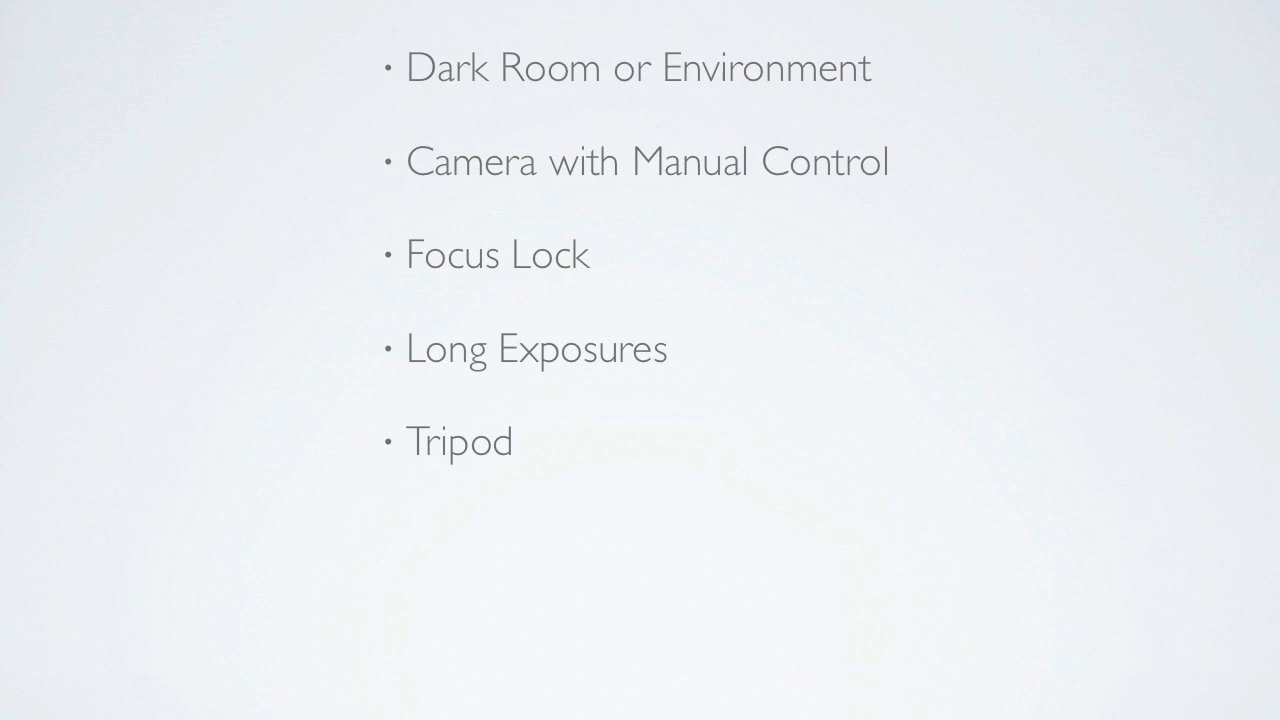 • Dark Room or Environment
• Camera with Manual Control
• Focus Lock
• Long Exposures
• Tripod